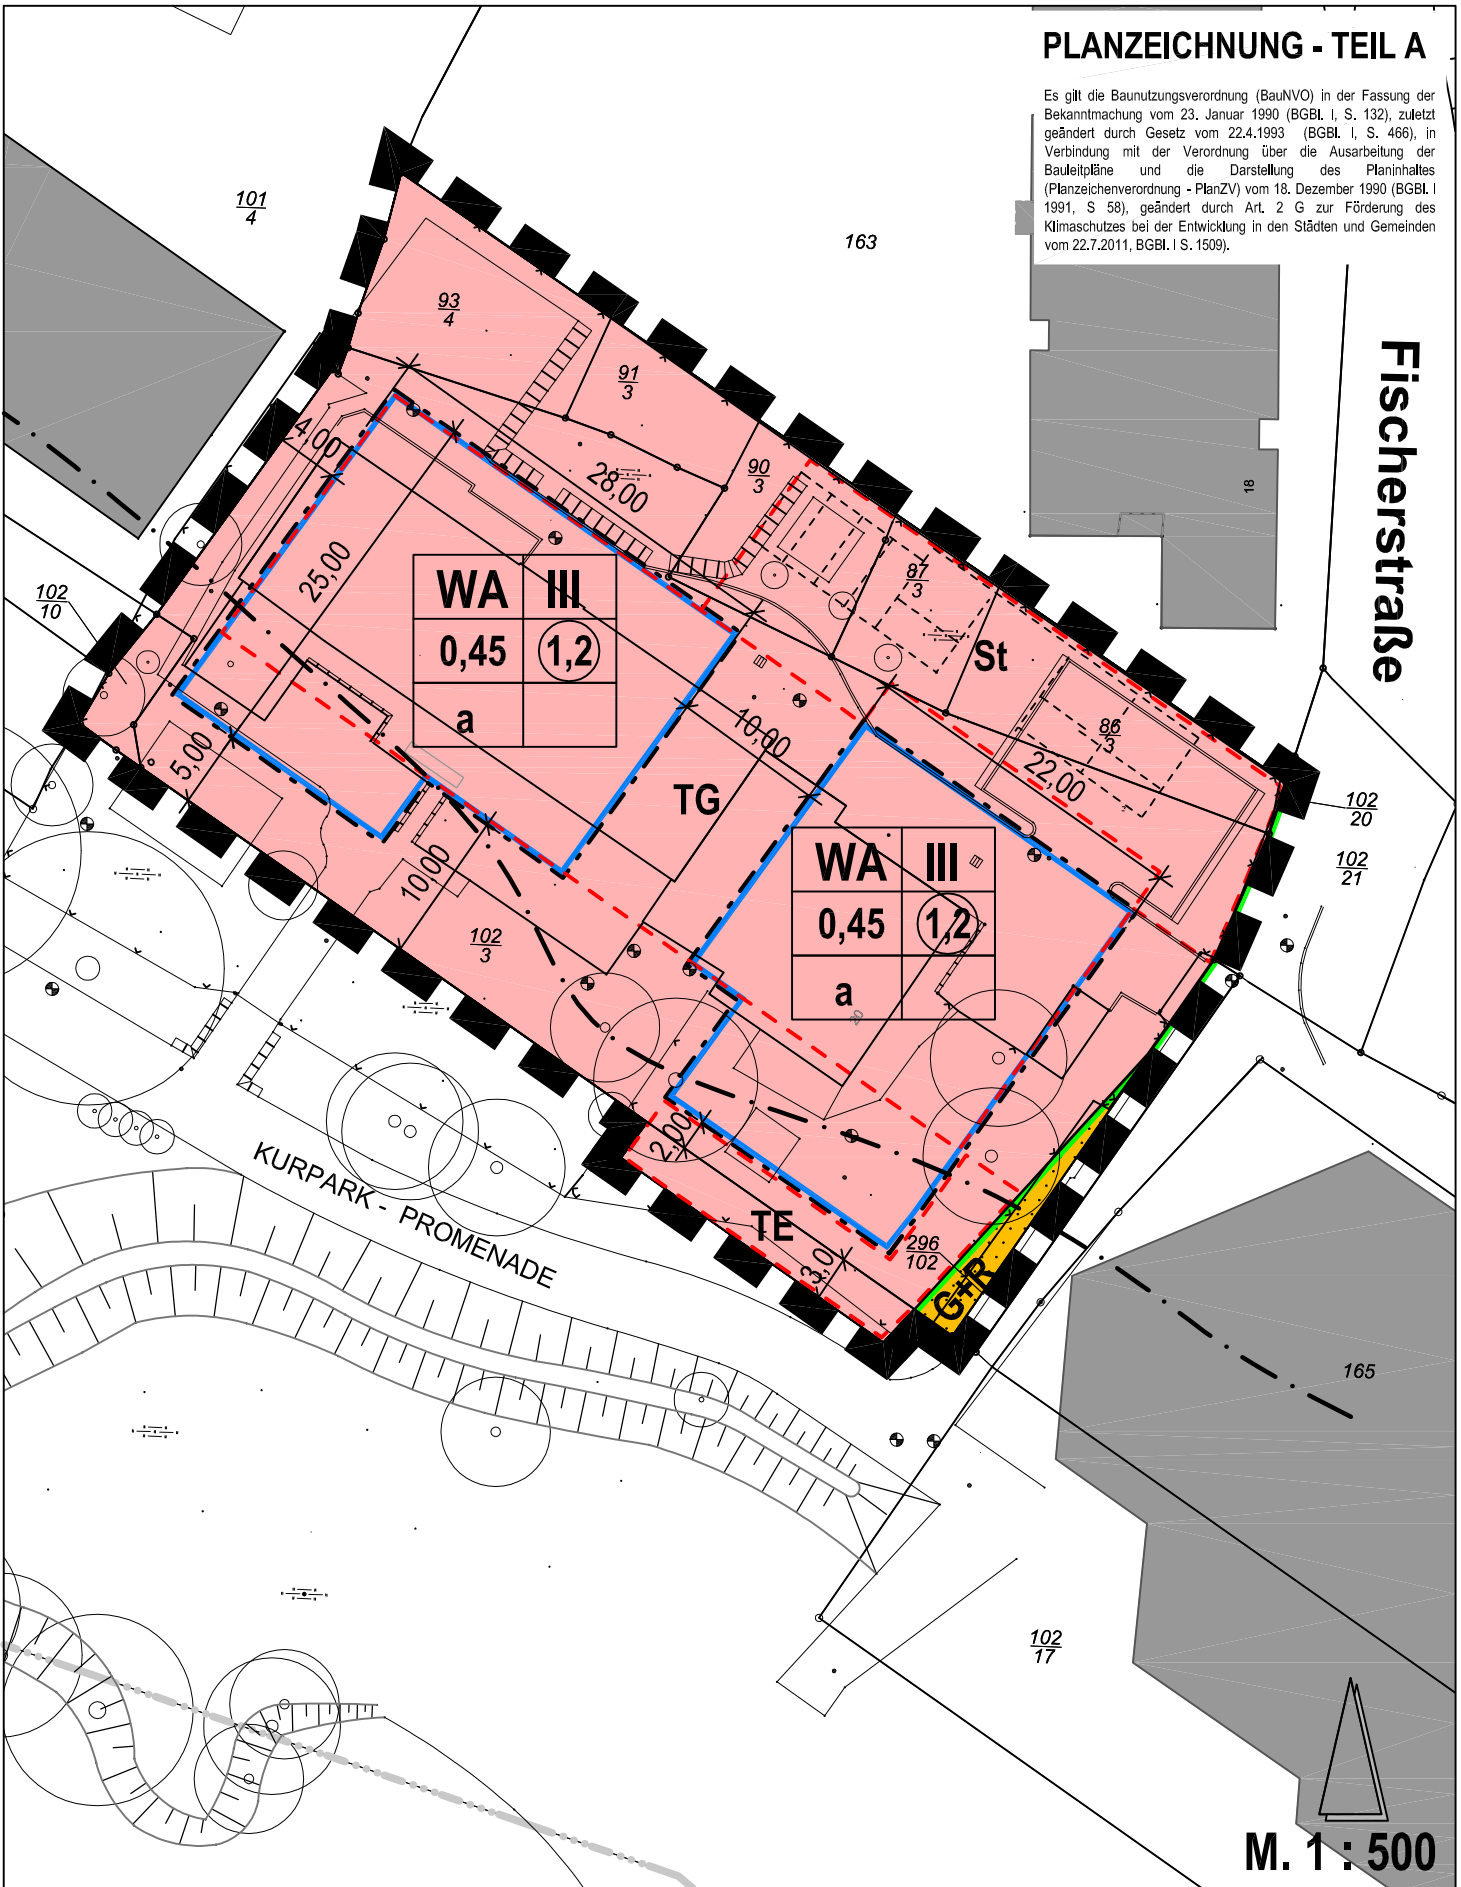 PLANZEICHNUNG - TEIL A
Es gilt die Baunutzungsverordnung (BauNVO) in der Fassung der
Bekanntmachung vom 23. Januar 1990 (BGBl. I, S. 132), zuletzt
geändert durch Gesetz vom 22.4.1993 (BGBl. I, S. 466), in
Verbindung mit der Verordnung über die Ausarbeitung der
Bauleitpläne und die Darstellung des Planinhaltes
(Planzeichenverordnung - PlanZV) vom 18. Dezember 1990 (BGBl. I
1991, S 58), geändert durch Art. 2 G zur Förderung des
Klimaschutzes bei der Entwicklung in den Städten und Gemeinden
vom 22.7.2011, BGBl. I S. 1509).
101
4
163
93
4
91
3
90
3
87
3
86
3
18
Fischerstraße
4,00
28,00
25,00
WA III
0,45 1,2
a
St
102
10
5,00
10,00
TG
22,00
10,00
102
20
102
21
WA III
0,45 1,2
a
20
102
3
2,00
TE
3,0
296
102
G+R
KURPARK - PROMENADE
165
102
17
M. 1 : 500